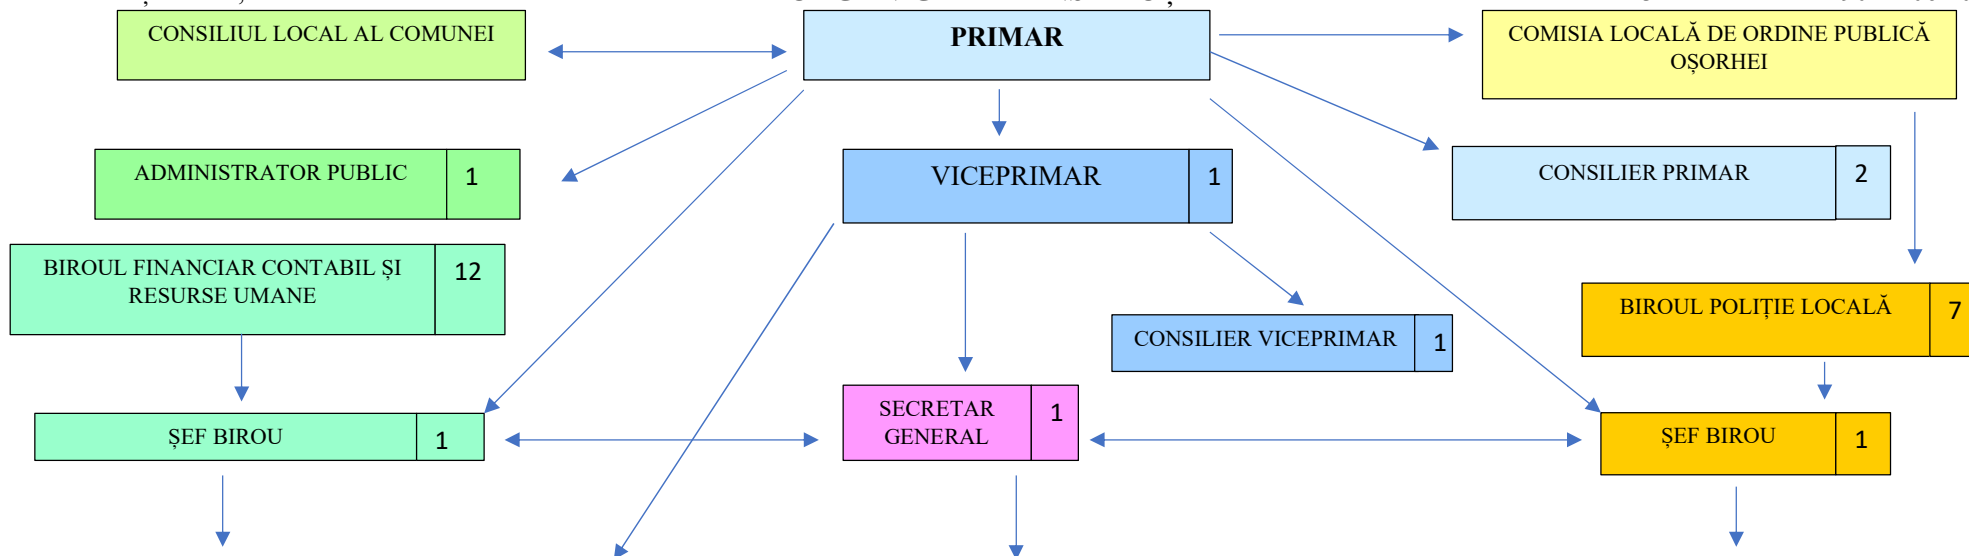 CONSILIUL LOCAL AL COMUNEI
PRIMAR
COMISIA LOCALĂ DE ORDINE PUBLICĂ
OȘORHEI
ADMINISTRATOR PUBLIC 1
VICEPRIMAR 1
CONSILIER PRIMAR 2
BIROUL FINANCIAR CONTABIL ȘI 12
RESURSE UMANE
BIROUL POLIȚIE LOCALĂ 7
CONSILIER VICEPRIMAR 1
ȘEF BIROU 1
SECRETAR 1
GENERAL
ȘEF BIROU 1